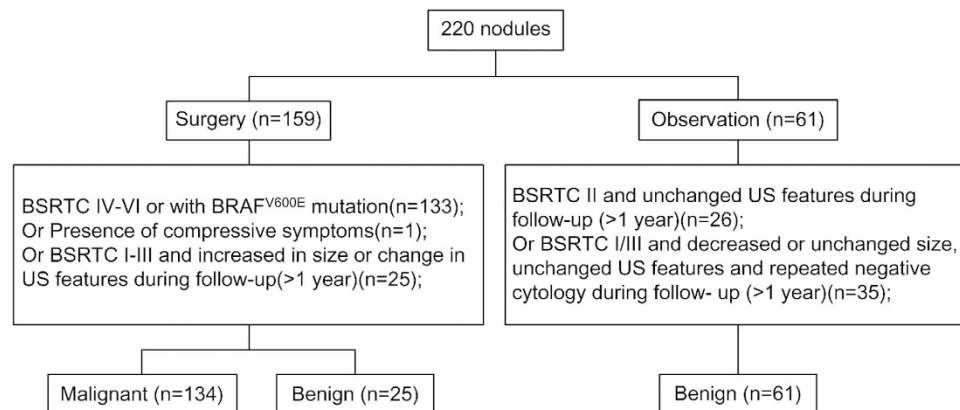 220 nodules
Surgery (n=159)
Observation (n=61)
BSRTC IV-VI or with BRAFV600E mutation(n=133);
Or Presence of compressive symptoms(n=1);
Or BSRTC I-III and increased in size or change in
US features during follow-up(>1 year)(n=25);
BSRTC II and unchanged US features during
follow-up (>1 year)(n=26);
Or BSRTC I/III and decreased or unchanged size,
unchanged US features and repeated negative
cytology during follow- up (>1 year)(n=35);
Malignant (n=134)
Benign (n=25)
Benign (n=61)